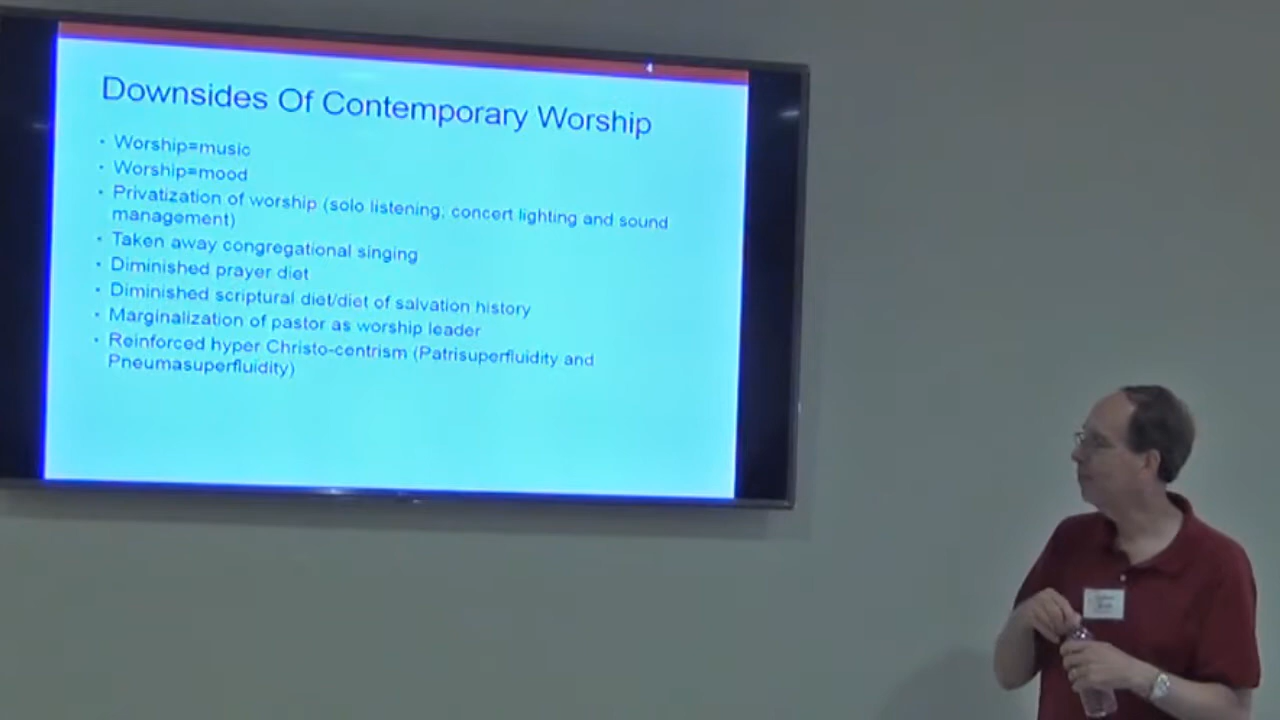 Downsides Of Contemporary Worship
• Worship=music
• Worship=mood
• Privatization of worship (solo listening; concert lighting and sound
management)
• Taken away congregational singing
• Diminished prayer diet
• Diminished scriptural diet/diet of salvation history
• Marginalization of pastor as worship leader
• Reinforced hyper Christo-centrism (Patrisuperfluidity and
Pneumasuperfluidity)